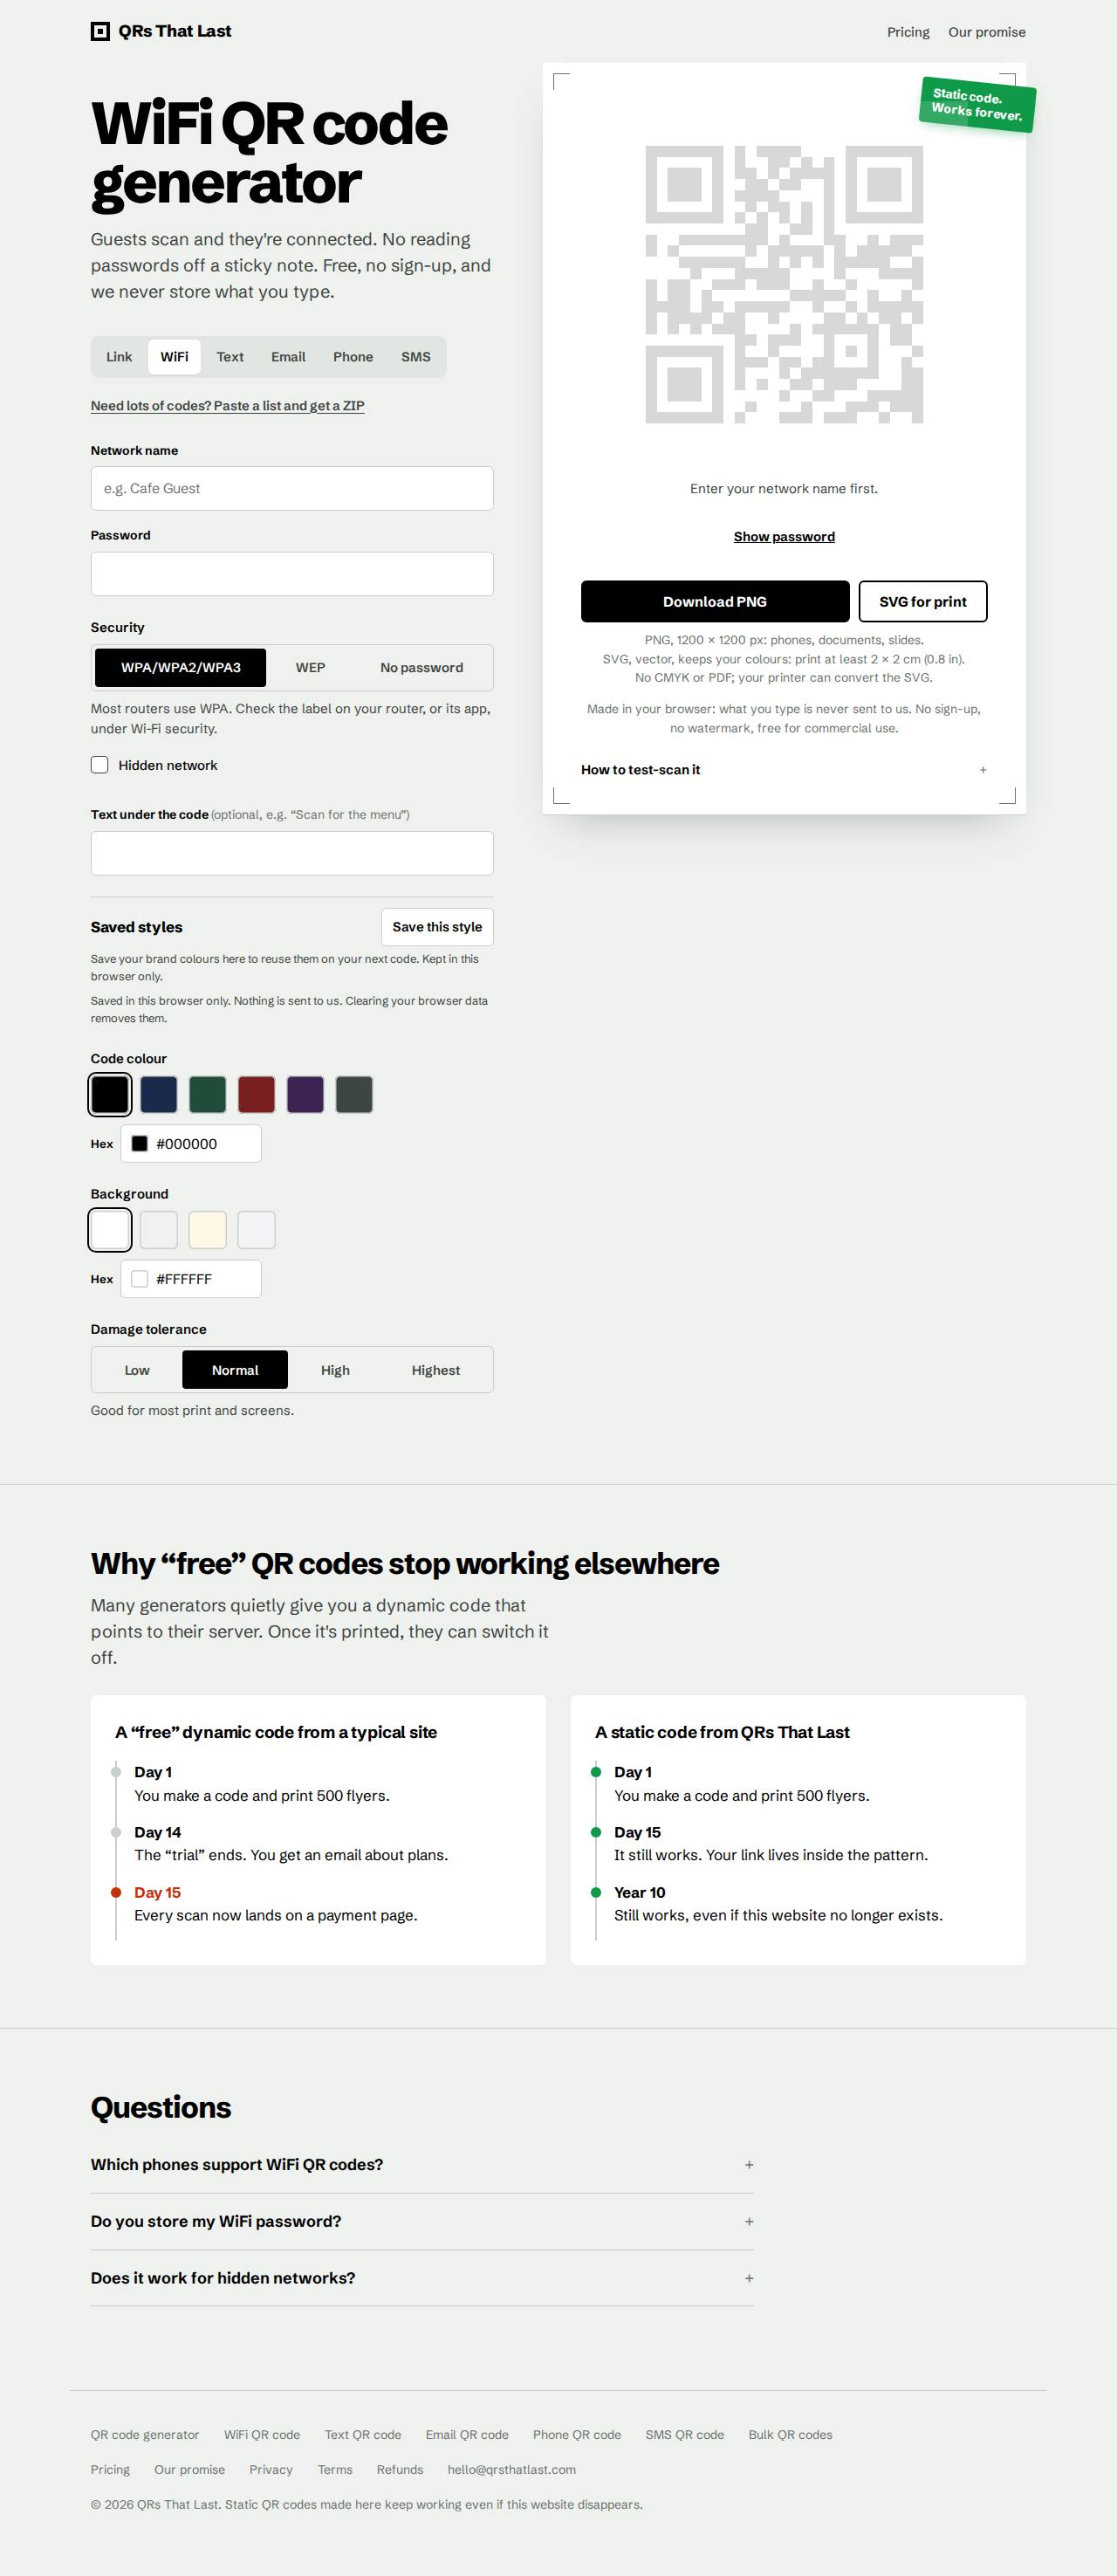 QRs That Last
Pricing
Our promise
WiFi QR code
generator
Guests scan and they're connected. No reading
passwords off a sticky note. Free, no sign-up, and
we never store what you type.
Link
WiFi
Text
Email
Phone
SMS
Need lots of codes? Paste a list and get a ZIP
Network name
e.g. Cafe Guest
Password
Security
WPA/WPA2/WPA3
WEP
No password
Most routers use WPA. Check the label on your router, or its app,
under Wi-Fi security.
Hidden network
Text under the code (optional, e.g. “Scan for the menu”)
Saved styles
Save this style
Save your brand colours here to reuse them on your next code. Kept in this
browser only.
Saved in this browser only. Nothing is sent to us. Clearing your browser data
removes them.
Code colour
Hex
#000000
Background
Hex
#FFFFFF
Damage tolerance
Low
Normal
High
Highest
Good for most print and screens.
Static code.
Works forever.
Enter your network name first.
Show password
Download PNG
SVG for print
PNG, 1200 × 1200 px: phones, documents, slides.
SVG, vector, keeps your colours: print at least 2 × 2 cm (0.8 in).
No CMYK or PDF; your printer can convert the SVG.
Made in your browser: what you type is never sent to us. No sign-up,
no watermark, free for commercial use.
How to test-scan it
+
Why “free” QR codes stop working elsewhere
Many generators quietly give you a dynamic code that
points to their server. Once it's printed, they can switch it
off.
A “free” dynamic code from a typical site
Day 1
You make a code and print 500 flyers.
Day 14
The “trial” ends. You get an email about plans.
Day 15
Every scan now lands on a payment page.
A static code from QRs That Last
Day 1
You make a code and print 500 flyers.
Day 15
It still works. Your link lives inside the pattern.
Year 10
Still works, even if this website no longer exists.
Questions
Which phones support WiFi QR codes?
+
Do you store my WiFi password?
+
Does it work for hidden networks?
+
QR code generator
WiFi QR code
Text QR code
Email QR code
Phone QR code
SMS QR code
Bulk QR codes
Pricing
Our promise
Privacy
Terms
Refunds
hello@qrsthatlast.com
© 2026 QRs That Last. Static QR codes made here keep working even if this website disappears.